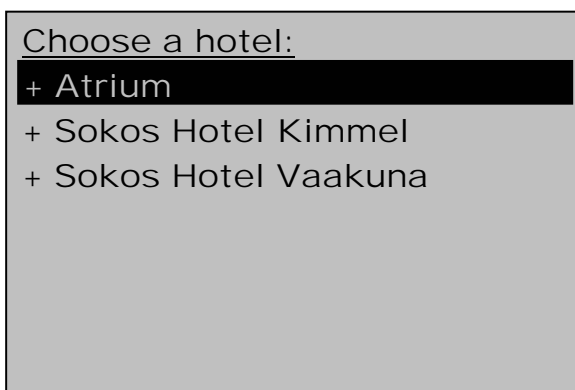 Choose a hotel:
+ Atrium
+ Sokos Hotel Kimmel
+ Sokos Hotel Vaakuna